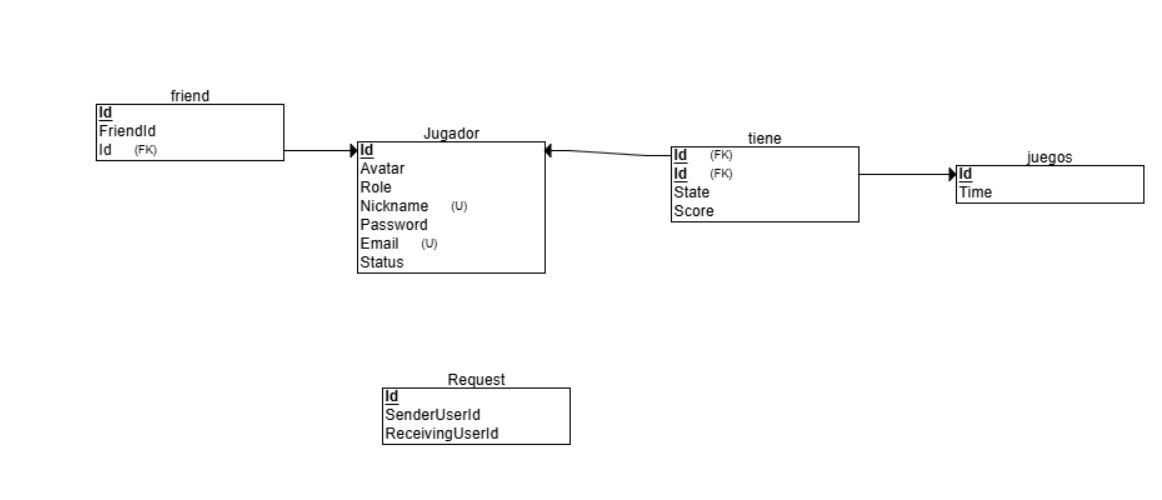 friend
Id
FriendId
Id (FK)
Jugador
Id
Avatar
Role
Nickname (U)
Password
Email (U)
Status
tiene
Id (FK)
Id (FK)
State
Score
juegos
Id
Time
Request
Id
SenderUserId
ReceivingUserId